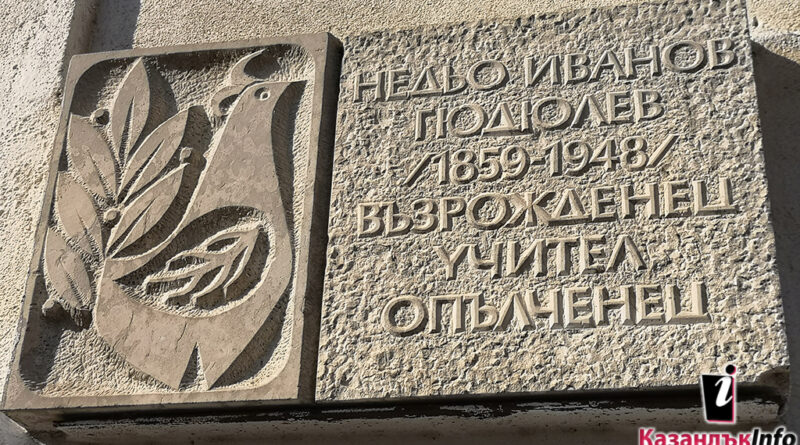 НЕДЬО ИВАНОВ
ГЮДЮЛЕВ
/1859-1948/
ВЪЗРОЖДЕНЕЦ
УЧИТЕЛ,
ОПЪЛЧЕНЕЦ
i
КазанлъкInfo